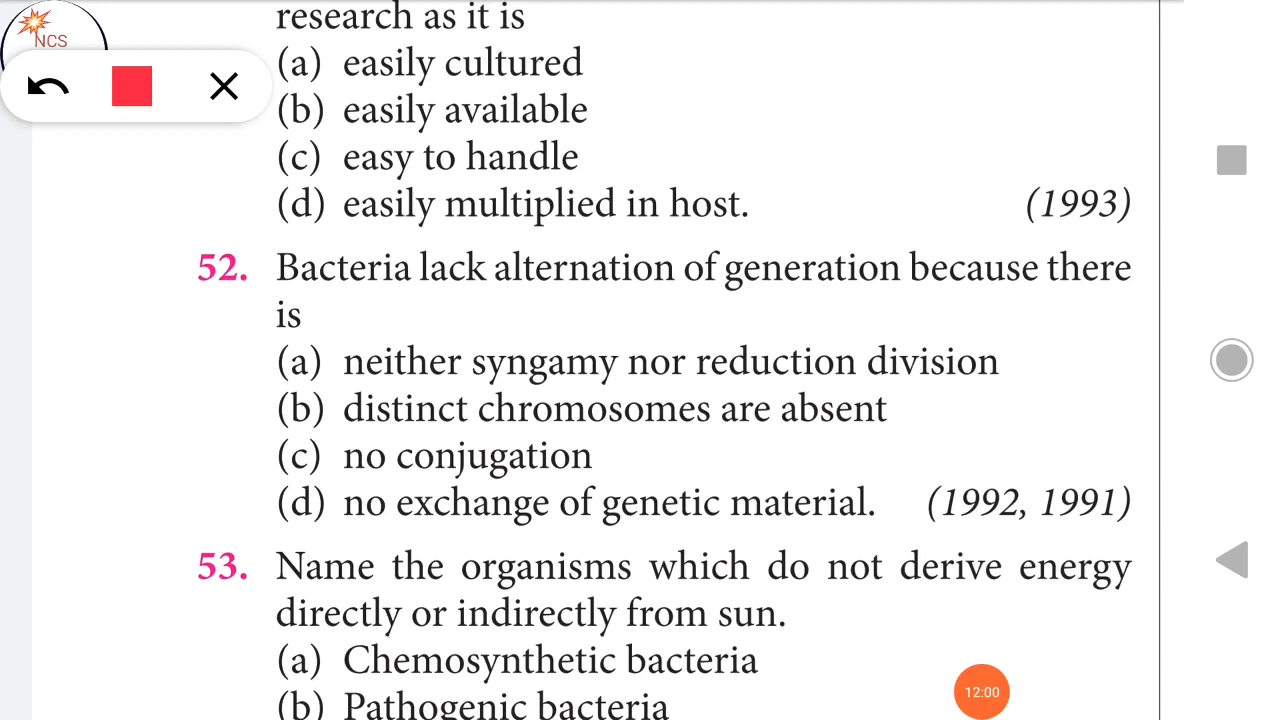 research as it is
NCS
(a) easily cultured
(b) easily available
(c) easy to handle
(d) easily multiplied in host. (1993)
52. Bacteria lack alternation of generation because there
is
(a) neither syngamy nor reduction division
(b) distinct chromosomes are absent
(c) no conjugation
(d) no exchange of genetic material. (1992, 1991)
53. Name the organisms which do not derive energy
directly or indirectly from sun.
(a) Chemosynthetic bacteria
(b) Pathogenic bacteria
12:00